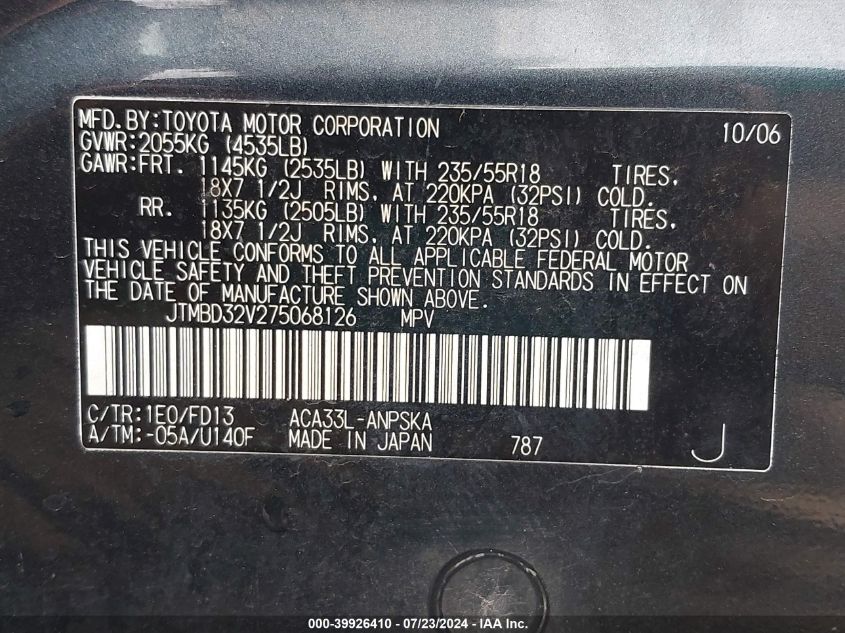 MFD.BY:TOYOTA MOTOR CORPORATION 10/06
GVWR:2055KG (4535LB)
GAWR:FRT. 1145KG (2535LB) WITH 235/55R18 TIRES,
18X7 1/2J RIMS, AT 220KPA (32PSI) COLD.
RR. 1135KG (2505LB) WITH 235/55R18 TIRES,
18X7 1/2J RIMS, AT 220KPA (32PSI) COLD.
THIS VEHICLE CONFORMS TO ALL APPLICABLE FEDERAL MOTOR
VEHICLE SAFETY AND THEFT PREVENTION STANDARDS IN EFFECT ON
THE DATE OF MANUFACTURE SHOWN ABOVE.
JTMBD32V275068126 MPV
C/TR:1E0/FD13 ACA33L-ANPSKA
A/TM:-05A/U140F MADE IN JAPAN 787 J
000-39926410 / 07/23/2024 - IAA Inc.